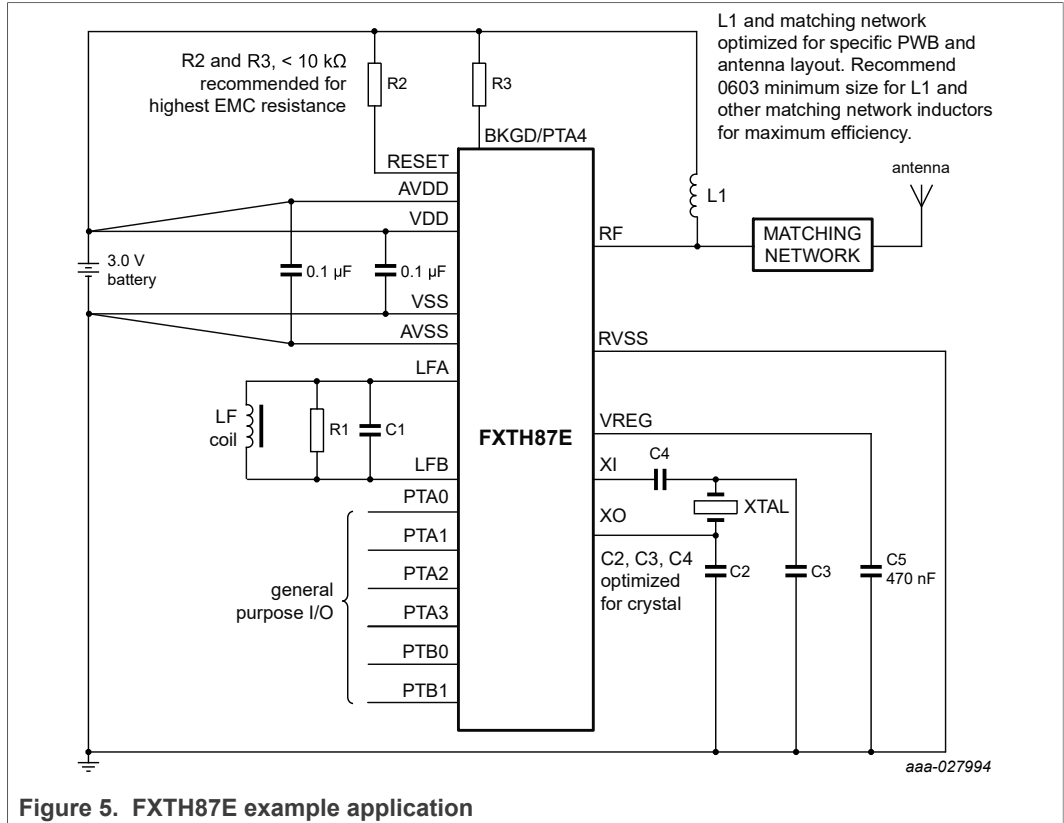 L1 and matching network
optimized for specific PWB and
antenna layout. Recommend
0603 minimum size for L1 and
other matching network inductors
for maximum efficiency.
R2 and R3, < 10 kΩ
recommended for
highest EMC resistance
R2
R3
BKGD/PTA4
RESET
AVDD
VDD
3.0 V
battery
0.1 µF
0.1 µF
VSS
AVSS
LFA
LF
coil
R1
C1
LFB
PTA0
PTA1
PTA2
PTA3
PTB0
PTB1
general
purpose I/O
FXTH87E
antenna
L1
RF
MATCHING
NETWORK
RVSS
VREG
XI
C4
XTAL
XO
C2, C3, C4
optimized
for crystal
C2
C3
C5
470 nF
aaa-027994
Figure 5. FXTH87E example application